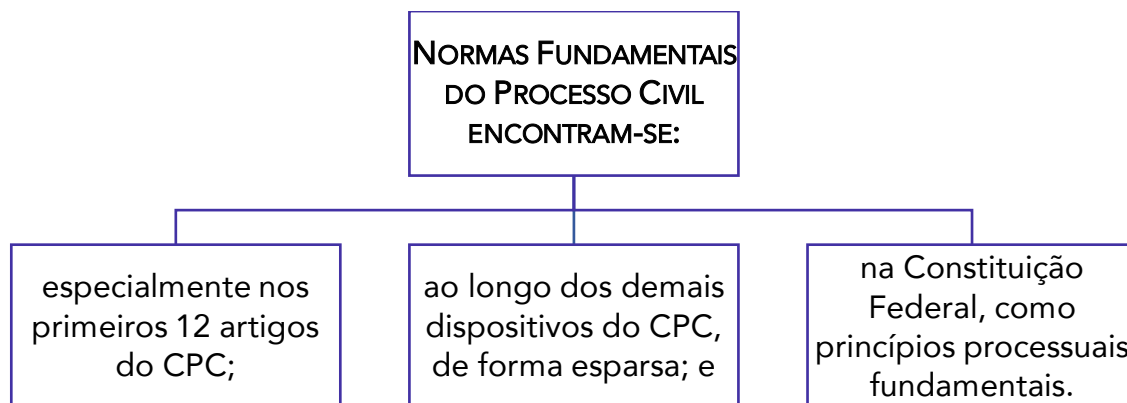 NORMAS FUNDAMENTAIS
DO PROCESSO CIVIL
ENCONTRAM-SE:
especialmente nos
primeiros 12 artigos
do CPC;
ao longo dos demais
dispositivos do CPC,
de forma esparsa; e
na Constituição
Federal, como
princípios processuais
fundamentais.